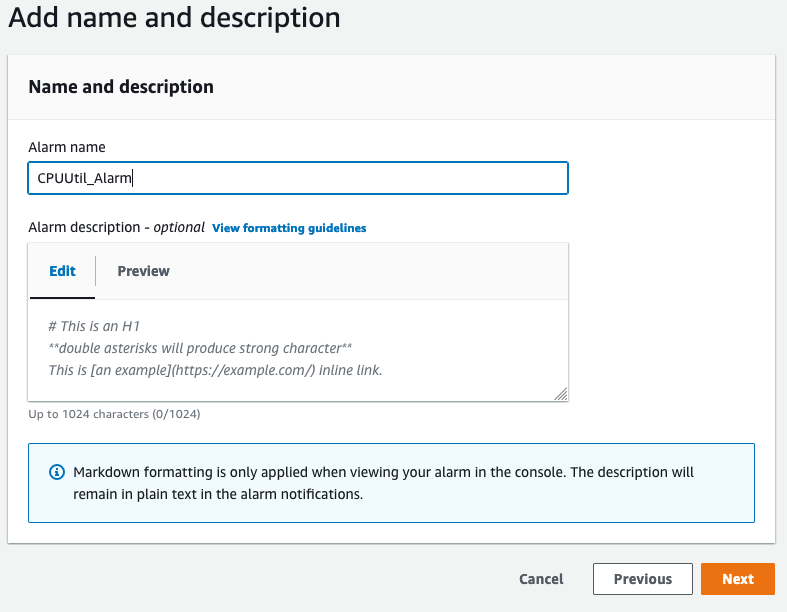 Add name and description
Name and description
Alarm name
CPUUtil_Alarm
Alarm description - optional View formatting guidelines
Edit Preview
# This is an H1
**double asterisks will produce strong character**
This is [an example](https://example.com/) inline link.
Up to 1024 characters (0/1024)
Markdown formatting is only applied when viewing your alarm in the console. The description will
remain in plain text in the alarm notifications.
Cancel Previous Next